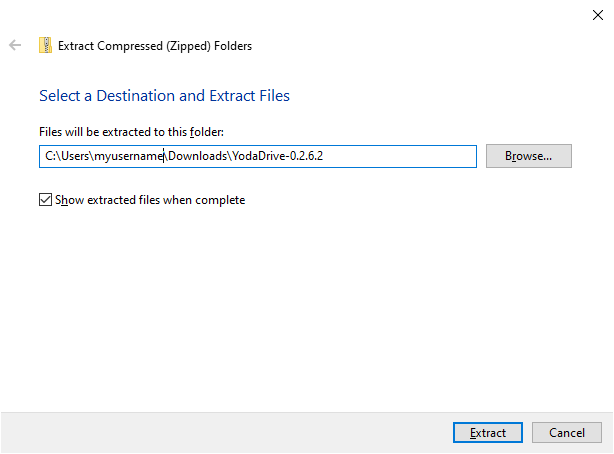 Extract Compressed (Zipped) Folders
Select a Destination and Extract Files
Files will be extracted to this folder:
C:\Users\myusername\Downloads\YodaDrive-0.2.6.2
Browse...
Show extracted files when complete
Extract
Cancel